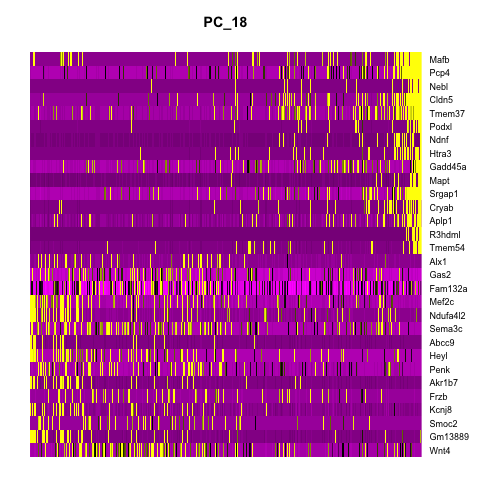 PC_18
Mafb
Pcp4
Nebl
Cldn5
Tmem37
Podxl
Ndnf
Htra3
Gadd45a
Mapt
Srgap1
Cryab
Aplp1
R3hdml
Tmem54
Alx1
Gas2
Fam132a
Mef2c
Ndufa4l2
Sema3c
Abcc9
Heyl
Penk
Akr1b7
Frzb
Kcnj8
Smoc2
Gm13889
Wnt4